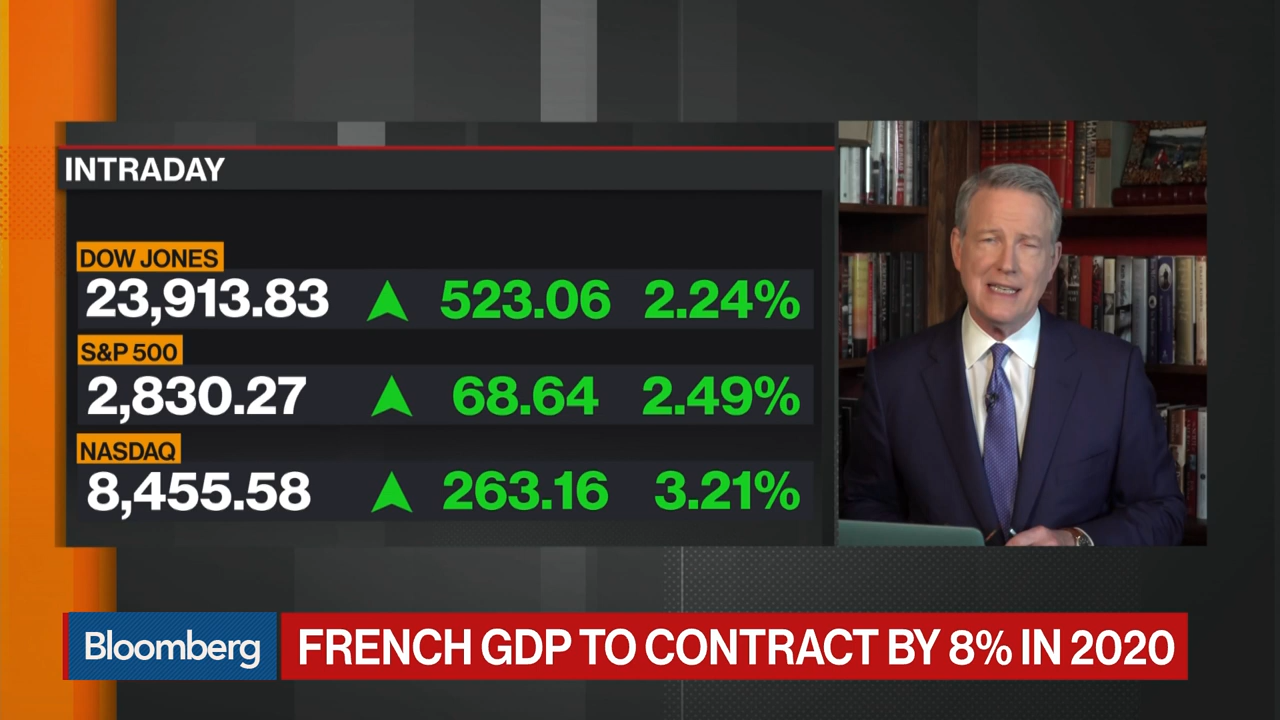 INTRADAY
DOW JONES
23,913.83 523.06 2.24%
S&P 500
2,830.27 68.64 2.49%
NASDAQ
8,455.58 263.16 3.21%
Bloomberg FRENCH GDP TO CONTRACT BY 8% IN 2020